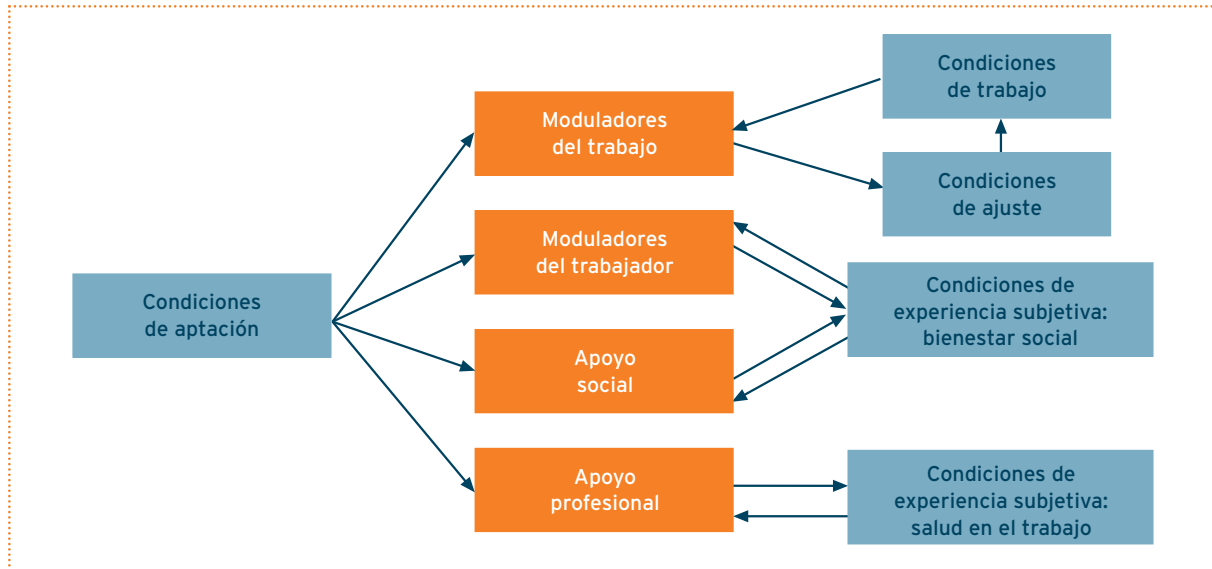 Condiciones
de trabajo
Moduladores
del trabajo
Condiciones
de ajuste
Moduladores
del trabajador
Condiciones
de aptación
Condiciones de
experiencia subjetiva:
bienestar social
Apoyo
social
Apoyo
profesional
Condiciones de
experiencia subjetiva:
salud en el trabajo